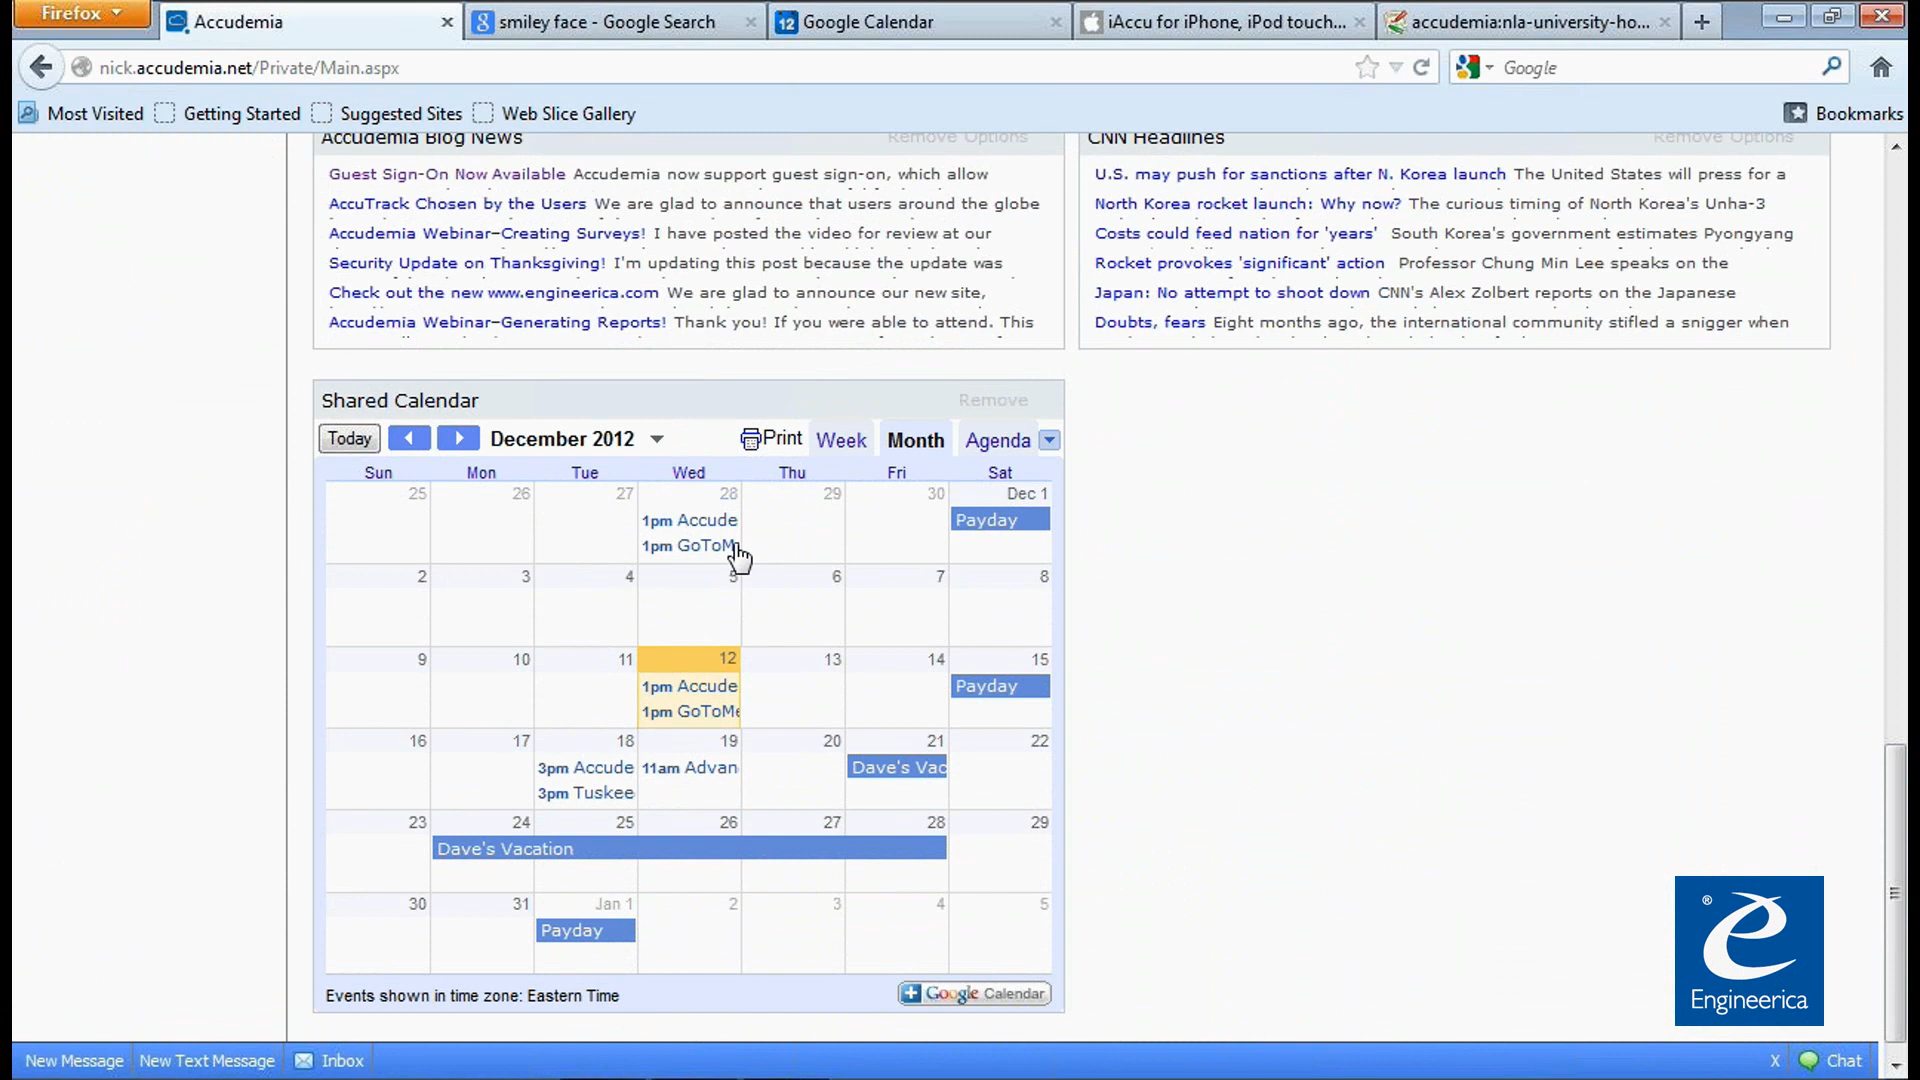 Firefox
Accudemia
smiley face - Google Search
12 Google Calendar
iAccu for iPhone, iPod touch...
accudemia:nla-university-ho...
nick.accudemia.net/Private/Main.aspx
Google
Most Visited
Getting Started
Suggested Sites
Web Slice Gallery
Bookmarks
Accudemia Blog News
Remove Options
Guest Sign-On Now Available Accudemia now support guest sign-on, which allow
AccuTrack Chosen by the Users We are glad to announce that users around the globe
Accudemia Webinar–Creating Surveys! I have posted the video for review at our
Security Update on Thanksgiving! I'm updating this post because the update was
Check out the new www.engineerica.com We are glad to announce our new site,
Accudemia Webinar–Generating Reports! Thank you! If you were able to attend. This
CNN Headlines
Remove Options
U.S. may push for sanctions after N. Korea launch The United States will press for a
North Korea rocket launch: Why now? The curious timing of North Korea's Unha-3
Costs could feed nation for 'years' South Korea's government estimates Pyongyang
Rocket provokes 'significant' action Professor Chung Min Lee speaks on the
Japan: No attempt to shoot down CNN's Alex Zolbert reports on the Japanese
Doubts, fears Eight months ago, the international community stifled a snigger when
Shared Calendar
Remove
Today
December 2012
Print
Week
Month
Agenda
Sun Mon Tue Wed Thu Fri Sat
25 26 27 28 29 30 Dec 1
1pm Accude
Payday
1pm GoToM
2 3 4 5 6 7 8
9 10 11 12 13 14 15
1pm Accude
Payday
1pm GoToMe
16 17 18 19 20 21 22
3pm Accude
11am Advan
Dave's Vac
3pm Tuskee
23 24 25 26 27 28 29
Dave's Vacation
30 31 Jan 1 2 3 4 5
Payday
Events shown in time zone: Eastern Time
Google Calendar
®
e
Engineerica
New Message
New Text Message
Inbox
X
Chat